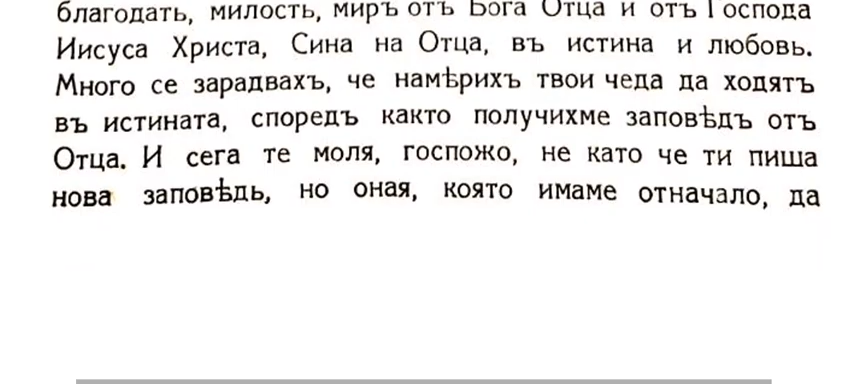 благодать, милость, миръ отъ Бога Отца и отъ Господа
Иисуса Христа, Сина на Отца, въ истина и любовь.
Много се зарадвахъ, че намѣрихъ твои чеда да ходятъ
въ истината, споредъ както получихме заповѣдъ отъ
Отца. И сега те моля, госпожо, не като че ти пиша
нова заповѣдь, но оная, която имаме отначало, да